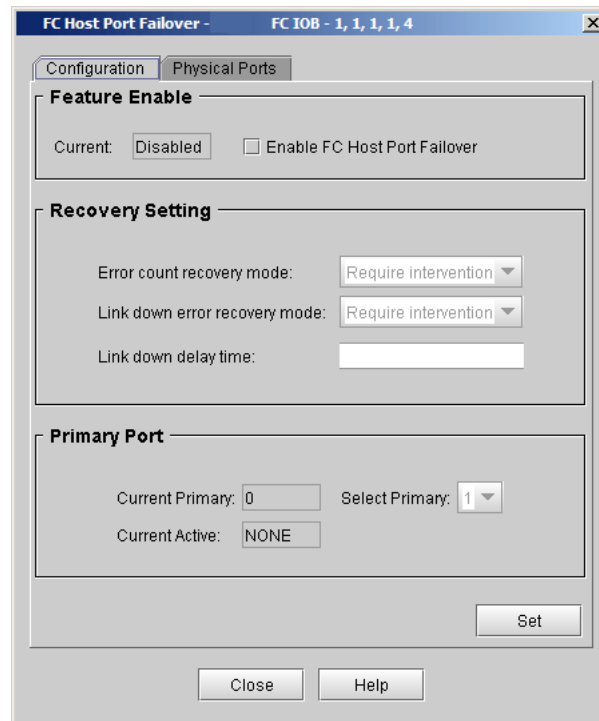 FC Host Port Failover - FC IOB - 1, 1, 1, 1, 4
Configuration Physical Ports
Feature Enable
Current: Disabled Enable FC Host Port Failover
Recovery Setting
Error count recovery mode: Require intervention
Link down error recovery mode: Require intervention
Link down delay time:
Primary Port
Current Primary: 0 Select Primary: 1
Current Active: NONE
Set
Close Help